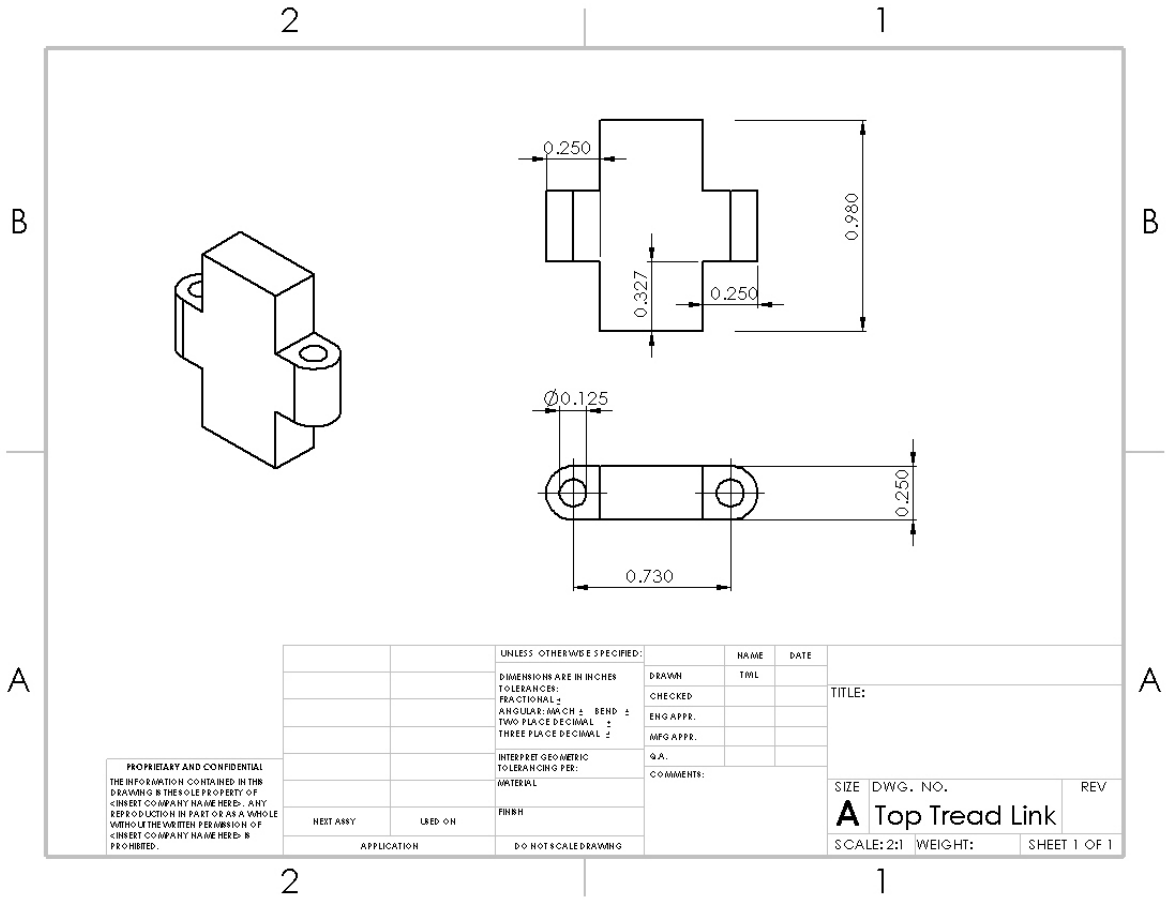 2
1
B
B
0.250
0.980
0.327
0.250
Ø0.125
0.250
0.730
A
A
UNLESS OTHERWISE SPECIFIED:
DIMENSIONS ARE IN INCHES
TOLERANCES:
FRACTIONAL ±
ANGULAR: MACH ± BEND ±
TWO PLACE DECIMAL ±
THREE PLACE DECIMAL ±
INTERPRET GEOMETRIC
TOLERANCING PER:
MATERIAL
FINISH
DO NOT SCALE DRAWING
NAME DATE
DRAWN TML
CHECKED
ENG APPR.
MFG APPR.
Q.A.
COMMENTS:
PROPRIETARY AND CONFIDENTIAL
THE INFORMATION CONTAINED IN THIS
DRAWING IS THE SOLE PROPERTY OF
<INSERT COMPANY NAME HERE>. ANY
REPRODUCTION IN PART OR AS A WHOLE
WITHOUT THE WRITTEN PERMISSION OF
<INSERT COMPANY NAME HERE> IS
PROHIBITED.
NEXT ASSY USED ON
APPLICATION
TITLE:
SIZE DWG. NO. REV
A Top Tread Link
SCALE: 2:1 WEIGHT: SHEET 1 OF 1
2
1